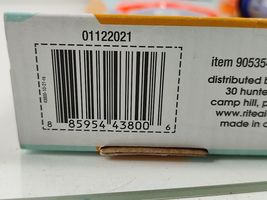 01122021
item 90535
distributed b
30 hunte
camp hill, p
www.riteai
made in
8 85954 43800 6